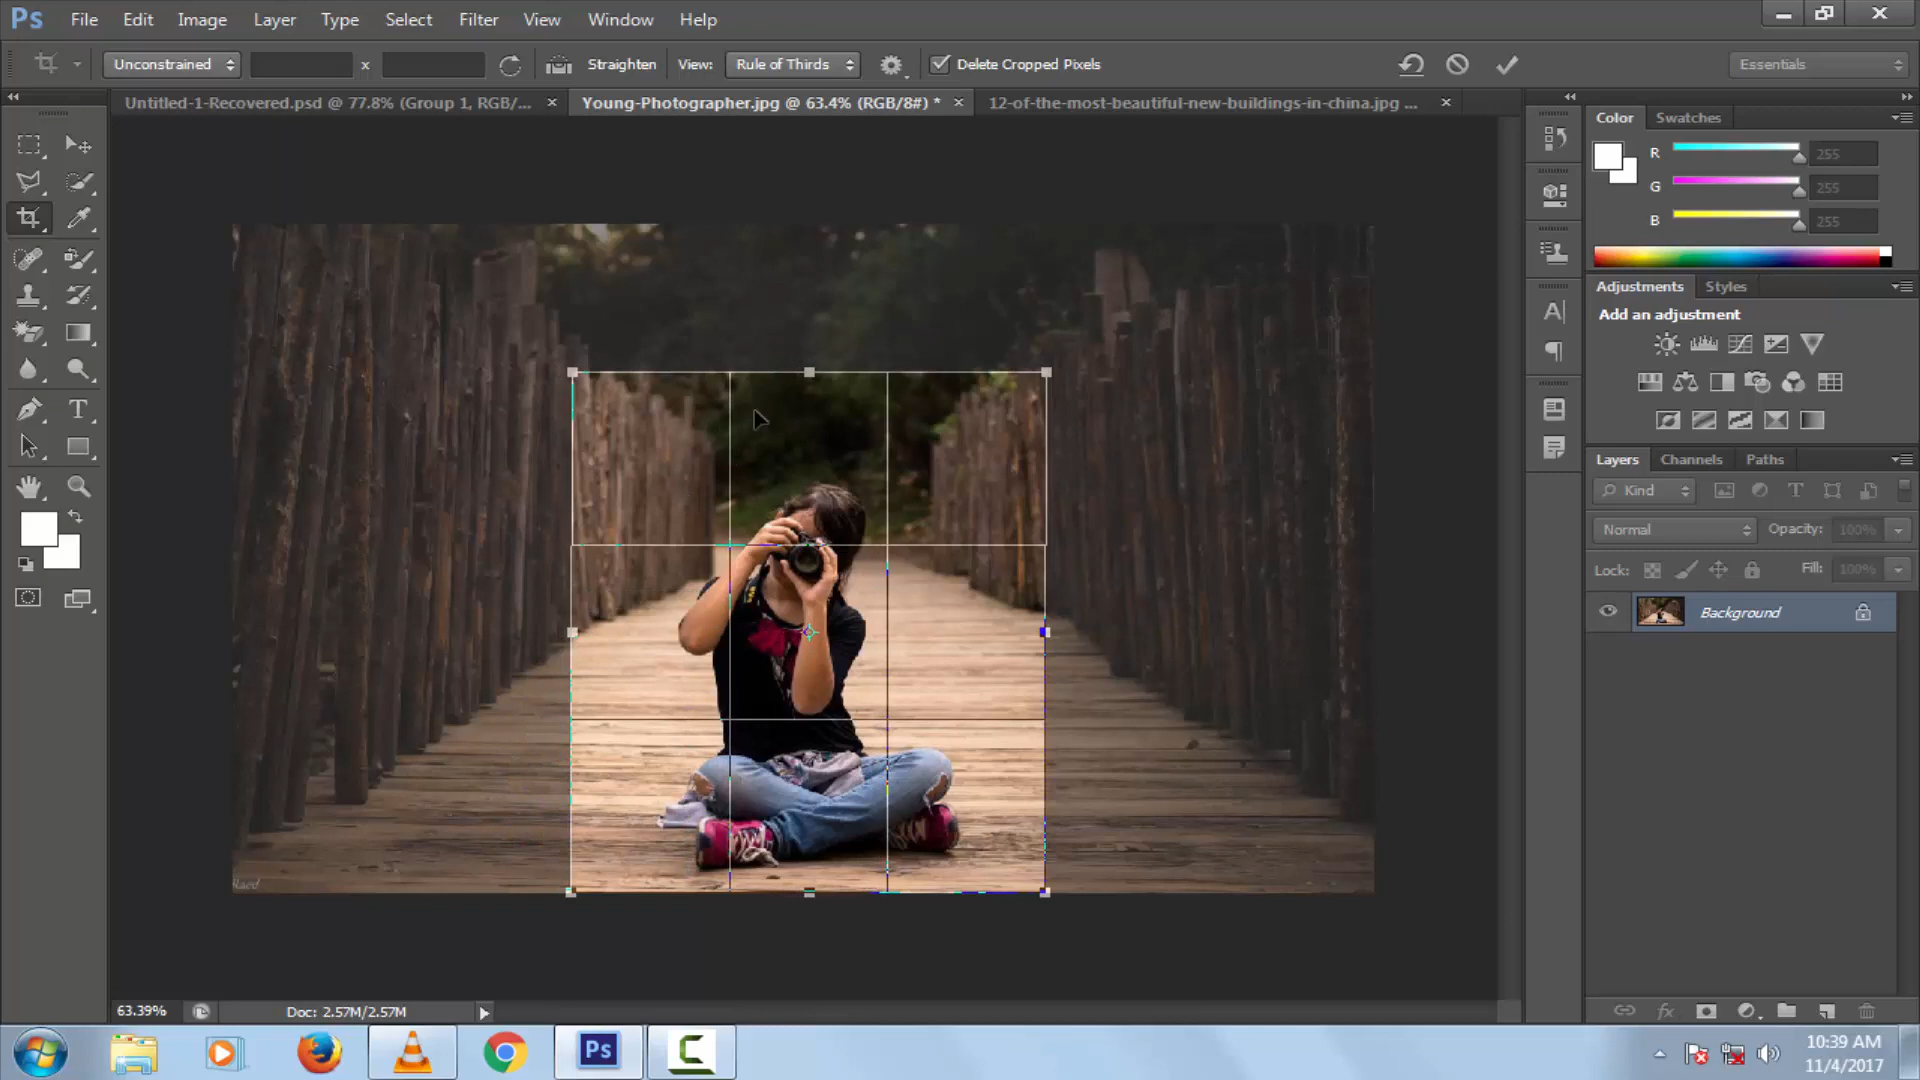 Ps File Edit Image Layer Type Select Filter View Window Help
Unconstrained x Straighten View: Rule of Thirds Delete Cropped Pixels Essentials
Untitled-1-Recovered.psd @ 77.8% (Group 1, RGB/... × Young-Photographer.jpg @ 63.4% (RGB/8#) * × 12-of-the-most-beautiful-new-buildings-in-china.jpg ... ×
Color Swatches
R 255
G 255
B 255
Adjustments Styles
Add an adjustment
Layers Channels Paths
Kind
Normal Opacity: 100%
Lock: Fill: 100%
Background
Raed
63.39% Doc: 2.57M/2.57M
Ps
10:39 AM
11/4/2017